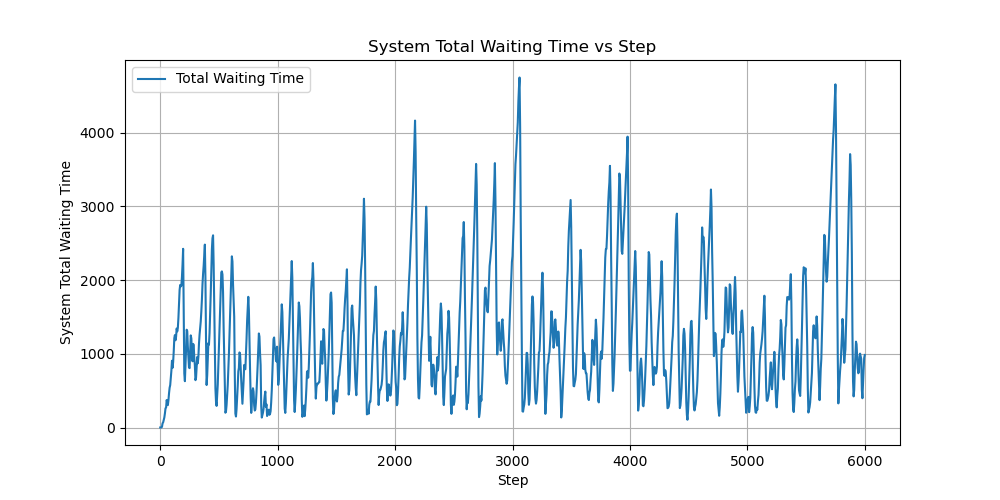 System Total Waiting Time vs Step
Total Waiting Time
System Total Waiting Time
4000
3000
2000
1000
0
0 1000 2000 3000 4000 5000 6000
Step